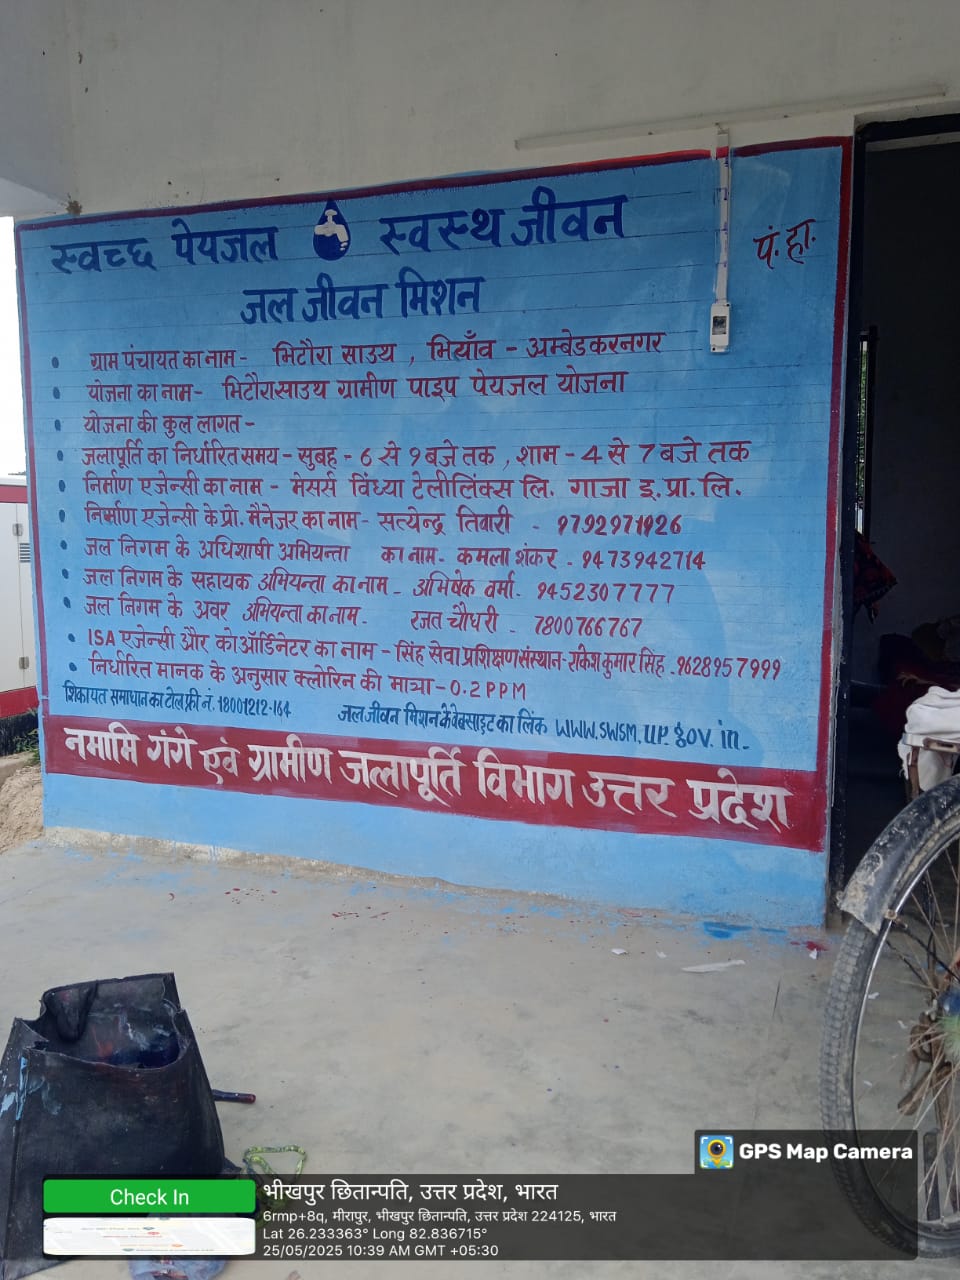 स्वच्छ पेयजल स्वस्थ जीवन
पं. हा.
जल जीवन मिशन
• ग्राम पंचायत का नाम - भिटौरा साउथ , भियाँव - अम्बेडकरनगर
• योजना का नाम - भिटौरा साउथ ग्रामीण पाइप पेयजल योजना
• योजना की कुल लागत -
• जलापूर्ति का निर्धारित समय - सुबह - 6 से 9 बजे तक , शाम - 4 से 7 बजे तक
• निर्माण एजेन्सी का नाम - मेसर्स विंध्या टेलीलिंक्स लि. गाजा इ. प्रा. लि.
• निर्माण एजेन्सी के प्रो. मैनेजर का नाम - सत्येन्द्र तिवारी - 9792971126
• जल निगम के अधिशाषी अभियन्ता का नाम - कमला शंकर - 9473942714
• जल निगम के सहायक अभियन्ता का नाम - अभिषेक वर्मा - 9452307777
• जल निगम के अवर अभियन्ता का नाम - रजत चौधरी - 7800766767
• ISA एजेन्सी और कोऑर्डिनेटर का नाम - सिंह सेवा प्रशिक्षण संस्थान - राकेश कुमार सिंह - 9628957999
• निर्धारित मानक के अनुसार क्लोरिन की मात्रा - 0.2 PPM
शिकायत समाधान का टोल फ्री नं. 18001212-164 जल जीवन मिशन के वेबसाइट का लिंक www.swsm.up.gov.in.
नमामि गंगे एवं ग्रामीण जलापूर्ति विभाग उत्तर प्रदेश
GPS Map Camera
Check In
भीखपुर छितान्पति, उत्तर प्रदेश, भारत
6rmp+8q, मीरापुर, भीखपुर छितान्पति, उत्तर प्रदेश 224125, भारत
Lat 26.233363° Long 82.836715°
25/05/2025 10:39 AM GMT +05:30